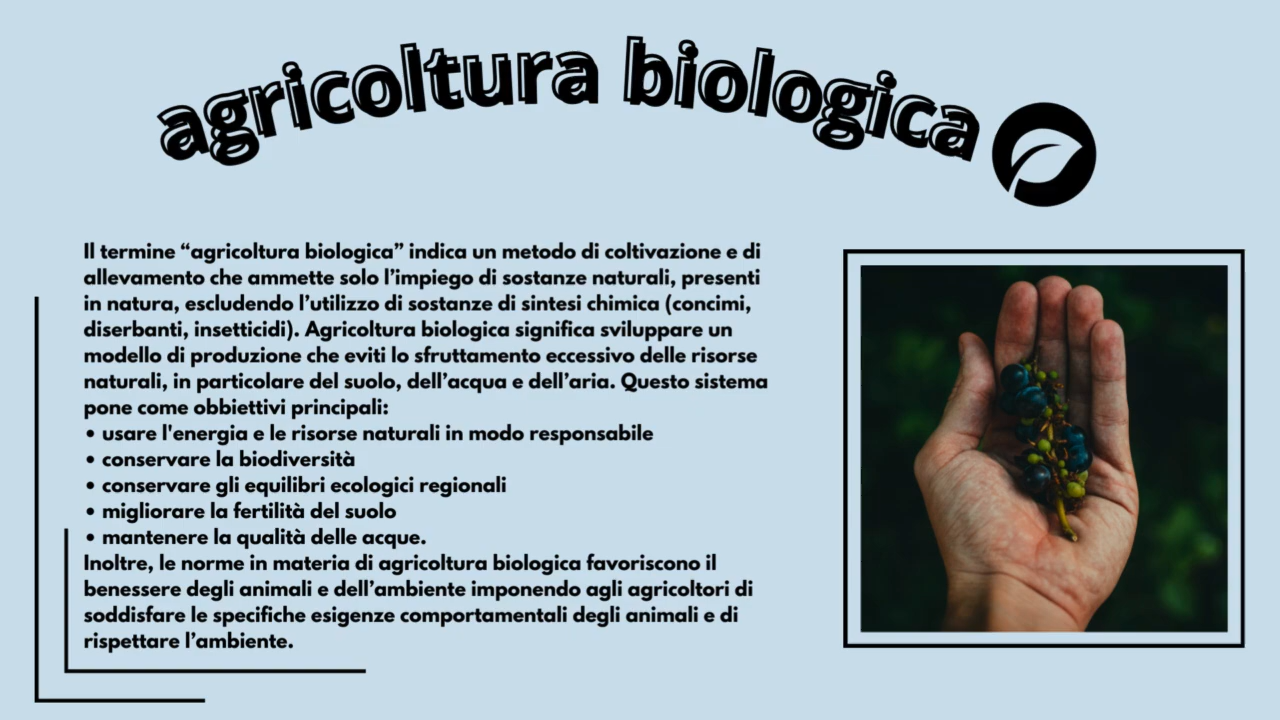 agricoltura biologica
Il termine “agricoltura biologica” indica un metodo di coltivazione e di
allevamento che ammette solo l’impiego di sostanze naturali, presenti
in natura, escludendo l’utilizzo di sostanze di sintesi chimica (concimi,
diserbanti, insetticidi). Agricoltura biologica significa sviluppare un
modello di produzione che eviti lo sfruttamento eccessivo delle risorse
naturali, in particolare del suolo, dell’acqua e dell’aria. Questo sistema
pone come obbiettivi principali:
• usare l'energia e le risorse naturali in modo responsabile
• conservare la biodiversità
• conservare gli equilibri ecologici regionali
• migliorare la fertilità del suolo
• mantenere la qualità delle acque.
Inoltre, le norme in materia di agricoltura biologica favoriscono il
benessere degli animali e dell’ambiente imponendo agli agricoltori di
soddisfare le specifiche esigenze comportamentali degli animali e di
rispettare l’ambiente.